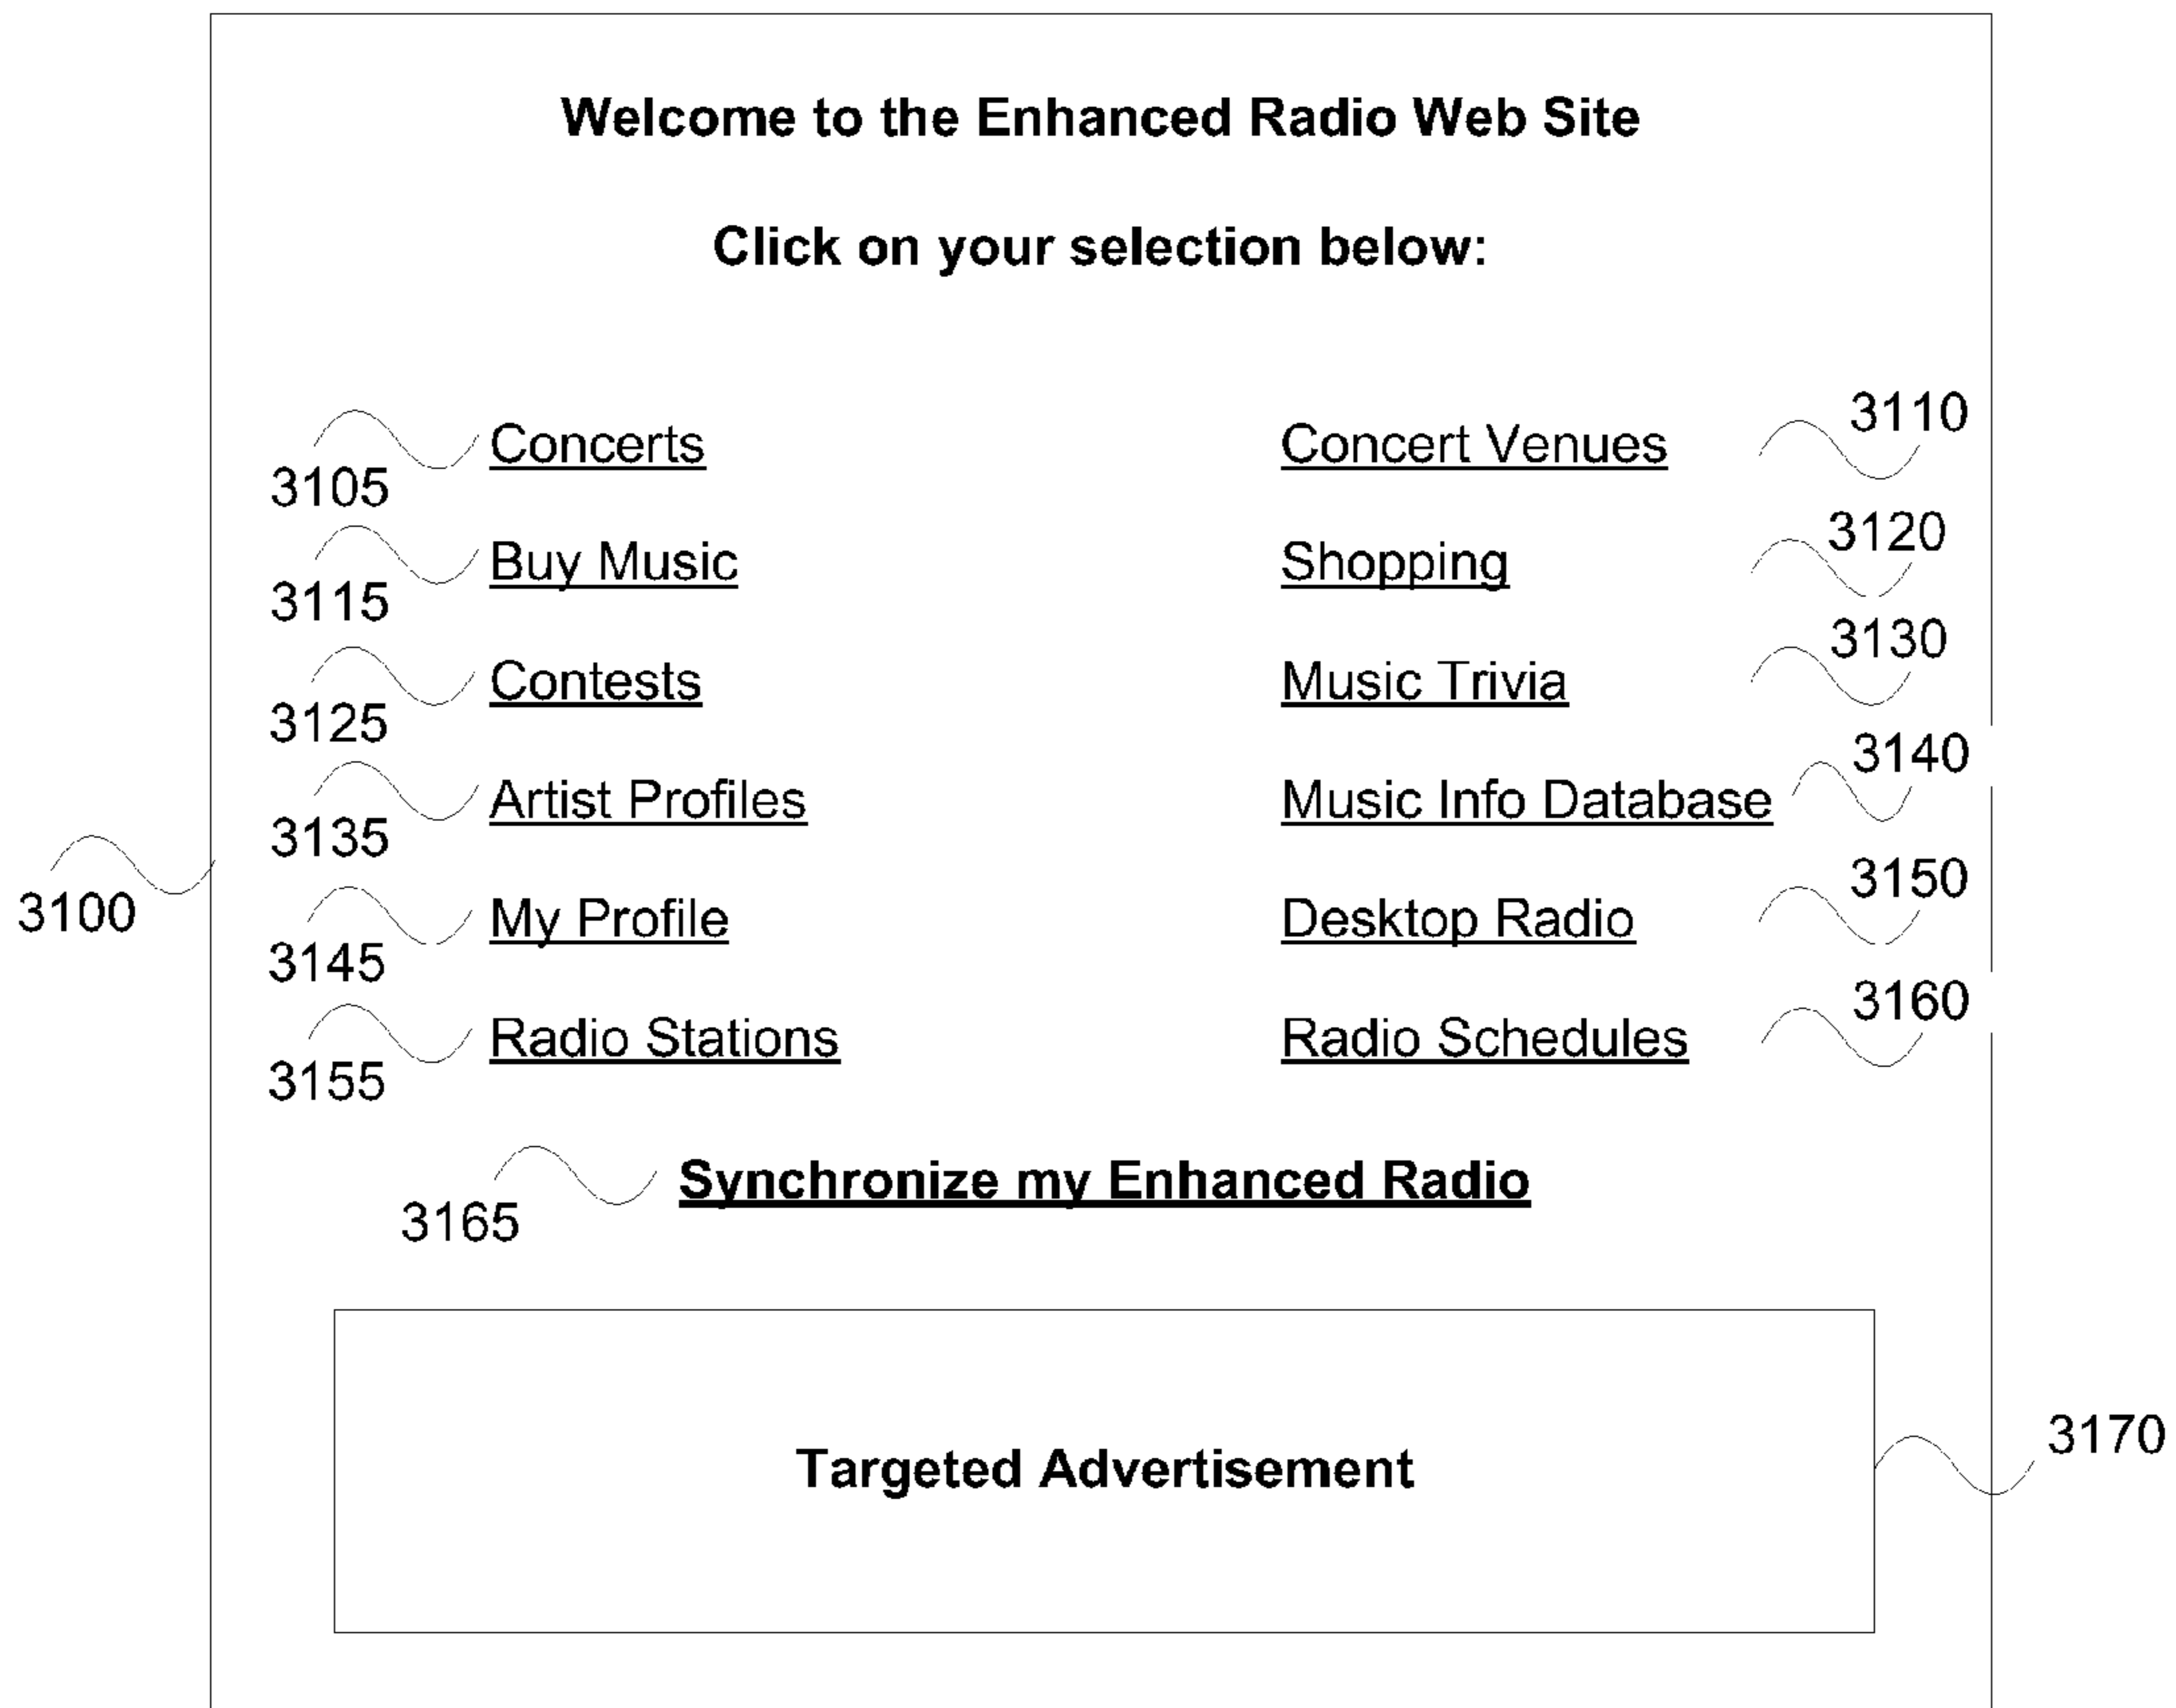 Welcome to the Enhanced Radio Web Site
Click on your selection below:
Concerts Concert Venues 3110
3105
Buy Music Shopping 3120
3115
Contests Music Trivia 3130
3125
Artist Profiles Music Info Database 3140
3135
3100
My Profile Desktop Radio 3150
3145
Radio Stations Radio Schedules 3160
3155
Synchronize my Enhanced Radio
3165
Targeted Advertisement 3170